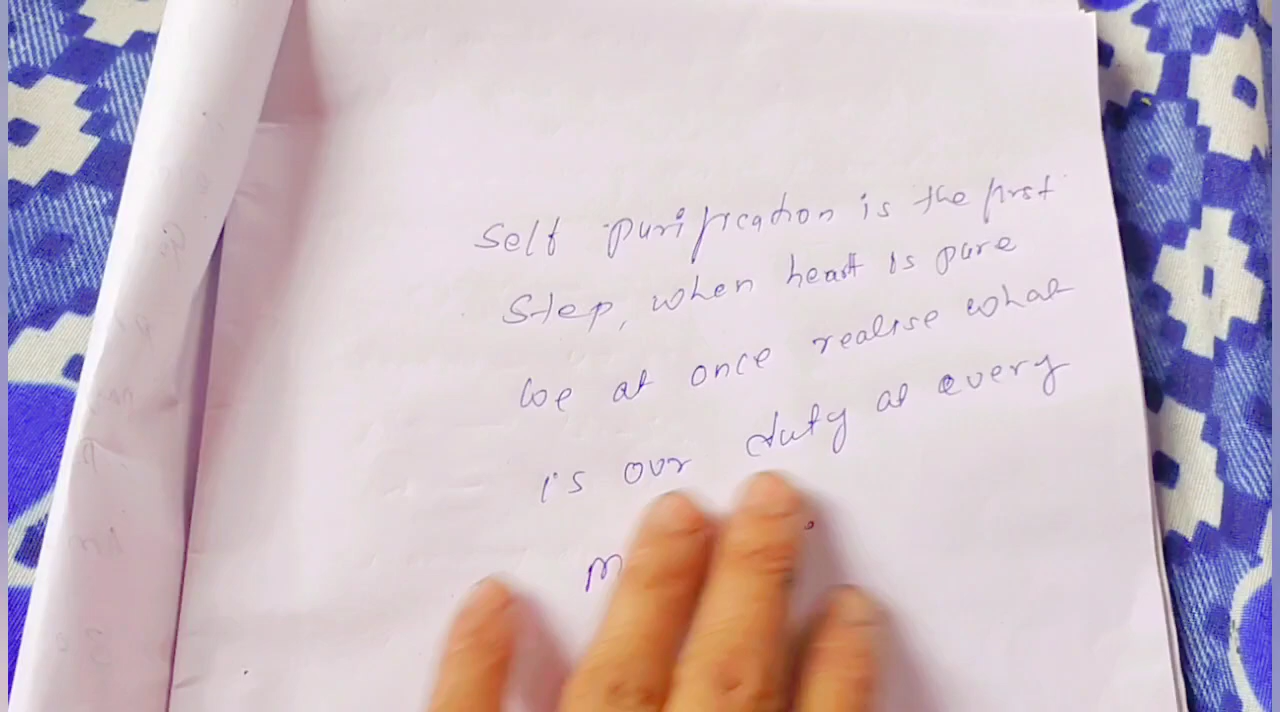 Self purification is the first
Step, when heart is pure
we at once realise what
is our duty at every